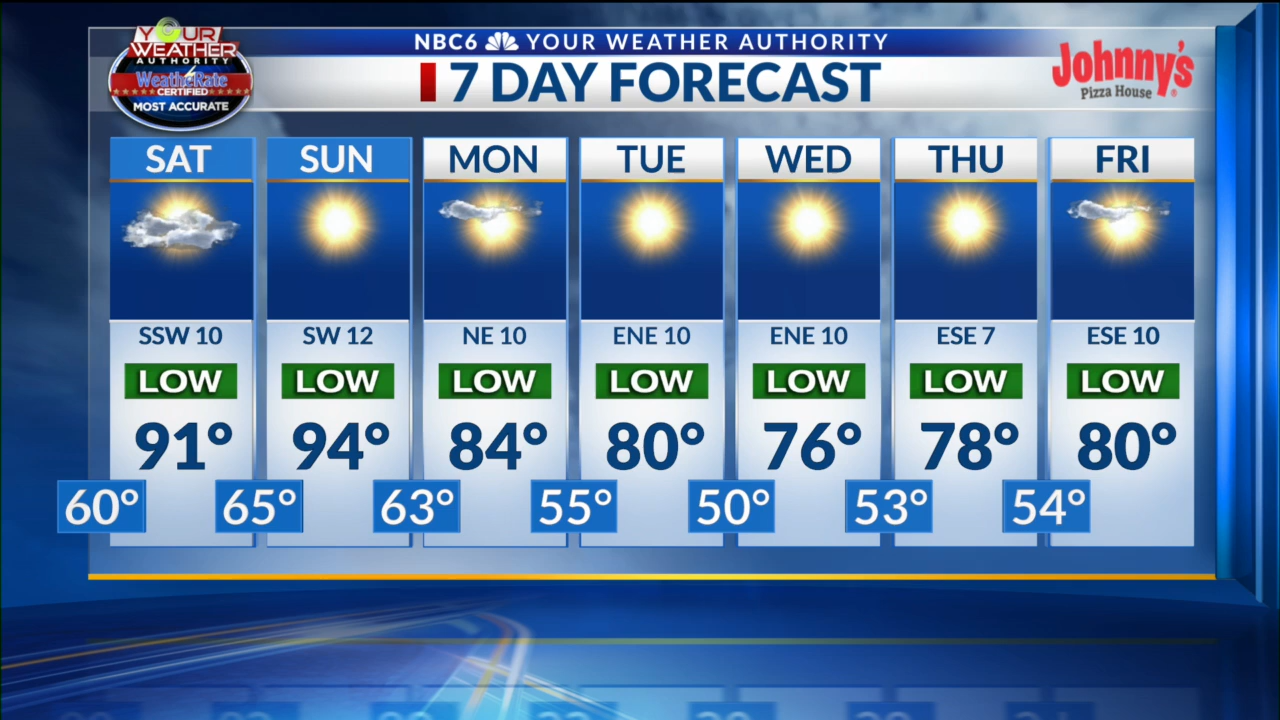 YOUR
WEATHER
AUTHORITY
WeatheRate
CERTIFIED
MOST ACCURATE
NBC6 YOUR WEATHER AUTHORITY
7 DAY FORECAST
Johnny's
Pizza House
SAT SUN MON TUE WED THU FRI
SSW 10 SW 12 NE 10 ENE 10 ENE 10 ESE 7 ESE 10
LOW LOW LOW LOW LOW LOW LOW
91° 94° 84° 80° 76° 78° 80°
60° 65° 63° 55° 50° 53° 54°